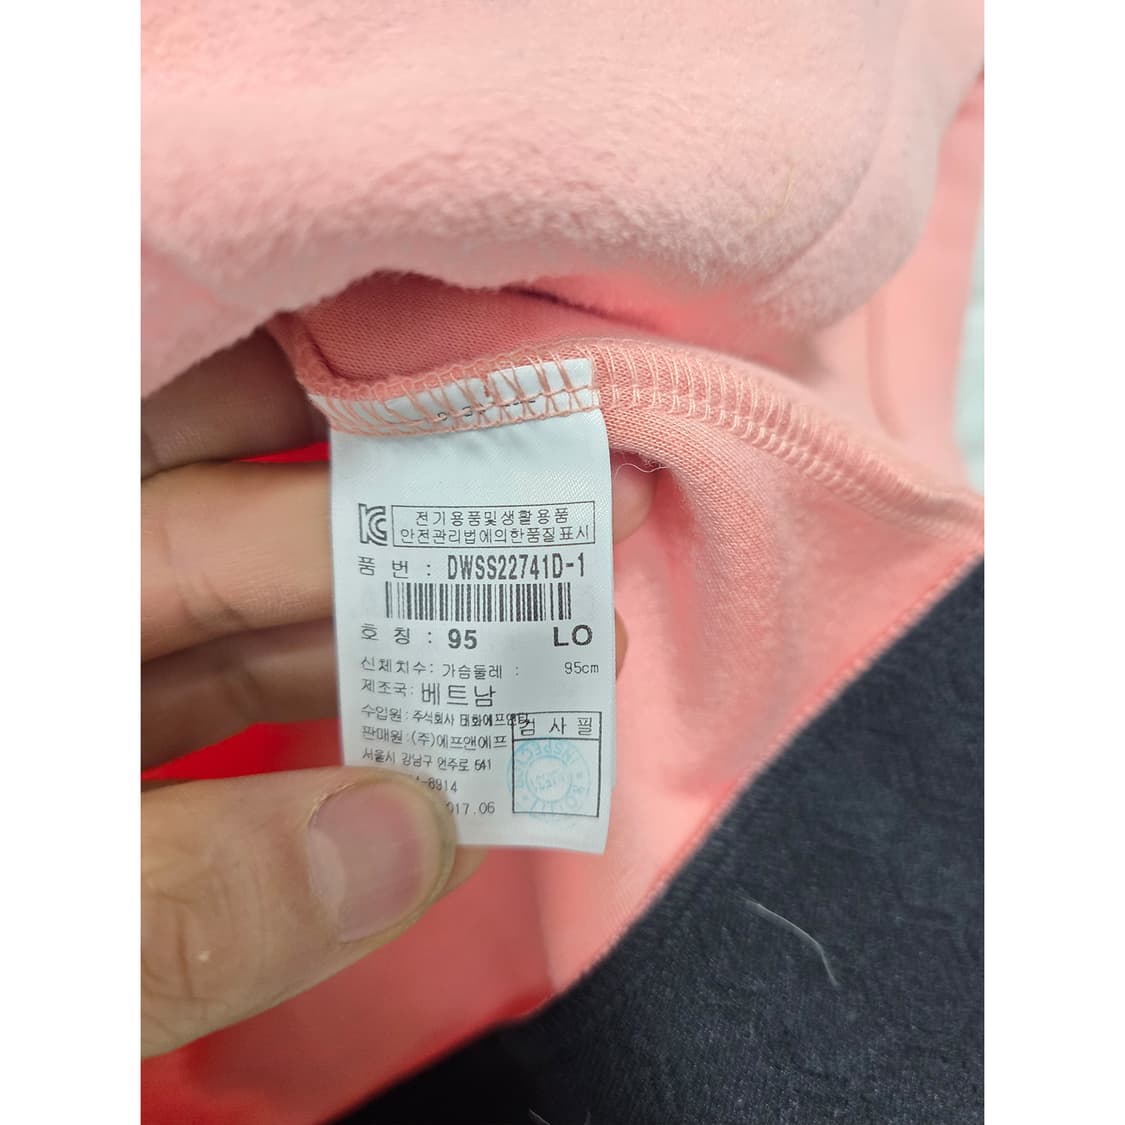 전기용품및생활용품
안전관리법에의한품질표시
품 번 : DWSS22741D-1
호 칭 : 95 LO
신체치수: 가슴둘레 : 95cm
제조국: 베트남
수입원: 주식회사
검 사 필
판매원: (주)에프앤에프
서울시 강남구 언주로 541
-8914
017.06